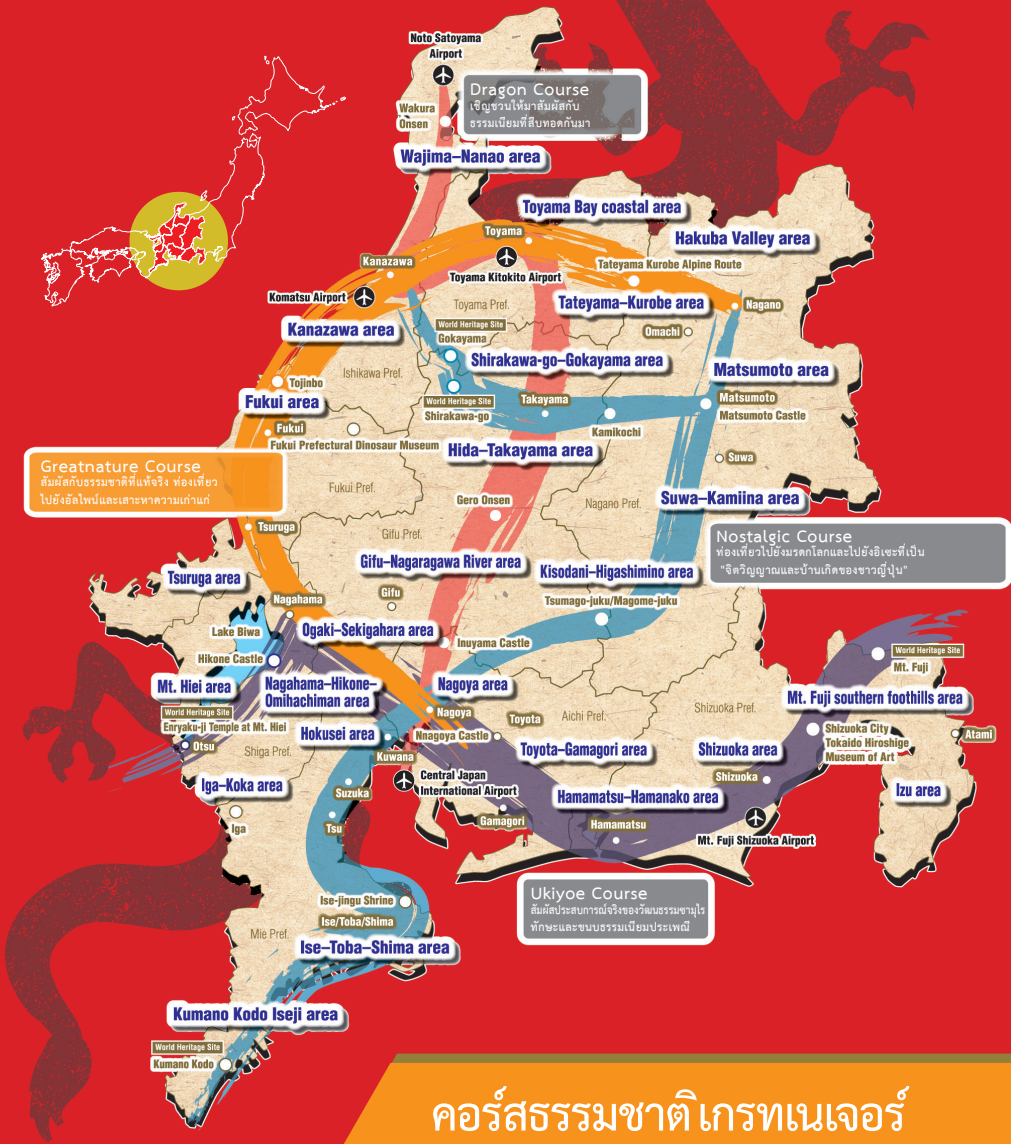 Noto Satoyama
Airport
Dragon Course
เชิญชวนให้มาสัมผัสกับ
ธรรมเนียมที่สืบทอดกันมา
Wakura
Onsen
Wajima–Nanao area
Toyama Bay coastal area
Toyama
Hakuba Valley area
Kanazawa
Toyama Kitokito Airport
Tateyama Kurobe Alpine Route
Komatsu Airport
Toyama Pref.
Tateyama–Kurobe area
Nagano
Kanazawa area
World Heritage Site
Gokayama
Omachi
Shirakawa-go–Gokayama area
Ishikawa Pref.
Matsumoto area
Tojinbo
Fukui area
World Heritage Site
Shirakawa-go
Takayama
Matsumoto
Matsumoto Castle
Kamikochi
Fukui
Fukui Prefectural Dinosaur Museum
Hida–Takayama area
Suwa
Greatnature Course
สัมผัสกับธรรมชาติที่แท้จริง ท่องเที่ยว
ไปยังอัลไพน์และเสาะหาความเก่าแก่
Fukui Pref.
Gero Onsen
Nagano Pref.
Suwa–Kamiina area
Tsuruga
Gifu Pref.
Nostalgic Course
ท่องเที่ยวไปยังมรดกโลกและไปยังอิเซะที่เป็น
"จิตวิญญาณและบ้านเกิดของชาวญี่ปุ่น"
Tsuruga area
Gifu–Nagaragawa River area
Kisodani–Higashimino area
Nagahama
Gifu
Tsumago-juku/Magome-juku
Lake Biwa
Ogaki–Sekigahara area
Inuyama Castle
Hikone Castle
World Heritage Site
Mt. Fuji
Mt. Hiei area
Nagahama–Hikone–
Omihachiman area
Nagoya area
Mt. Fuji southern foothills area
World Heritage Site
Enryaku-ji Temple at Mt. Hiei
Nagoya
Toyota
Aichi Pref.
Shizuoka Pref.
Otsu
Shiga Pref.
Hokusei area
Nnagoya Castle
Toyota–Gamagori area
Shizuoka area
Shizuoka City
Tokaido Hiroshige
Museum of Art
Atami
Kuwana
Iga–Koka area
Central Japan
International Airport
Shizuoka
Suzuka
Hamamatsu–Hamanako area
Izu area
Iga
Tsu
Gamagori
Hamamatsu
Mt. Fuji Shizuoka Airport
Ukiyoe Course
สัมผัสประสบการณ์จริงของวัฒนธรรมซามุไร
ทักษะและขนบธรรมเนียมประเพณี
Ise-jingu Shrine
Ise/Toba/Shima
Mie Pref.
Ise–Toba–Shima area
Kumano Kodo Iseji area
World Heritage Site
Kumano Kodo
คอร์สธรรมชาติ เกรทเนเจอร์